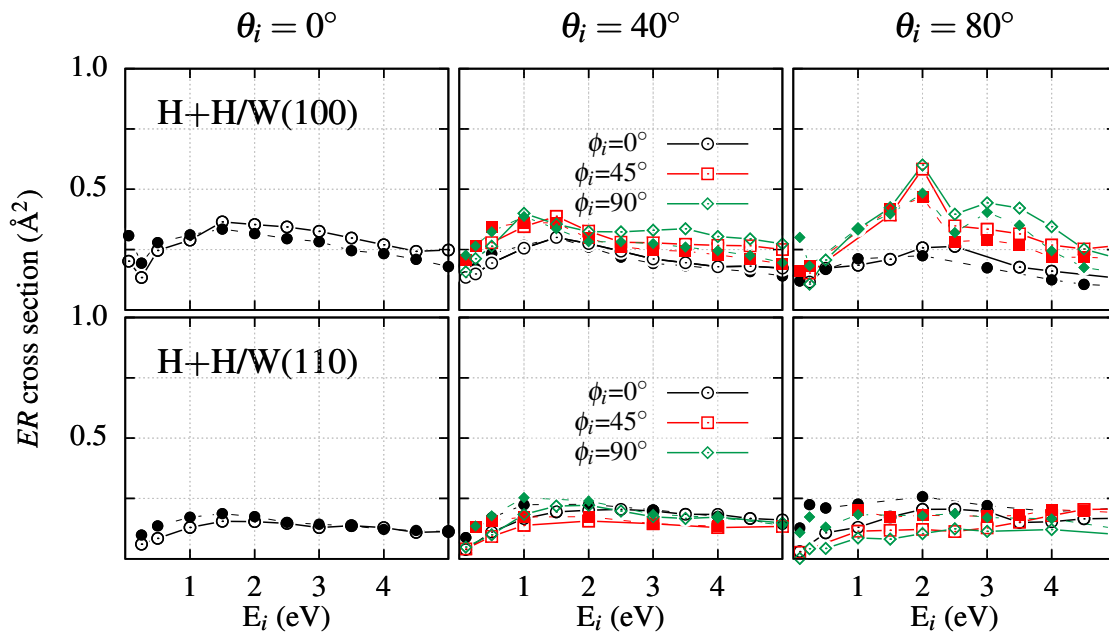 θᵢ = 0° θᵢ = 40° θᵢ = 80°
1.0
H+H/W(100)
ϕᵢ=0°
ϕᵢ=45°
ϕᵢ=90°
0.5
1.0
H+H/W(110)
ϕᵢ=0°
ϕᵢ=45°
ϕᵢ=90°
0.5
ER cross section (Å²)
1 2 3 4 1 2 3 4 1 2 3 4
Eᵢ (eV) Eᵢ (eV) Eᵢ (eV)